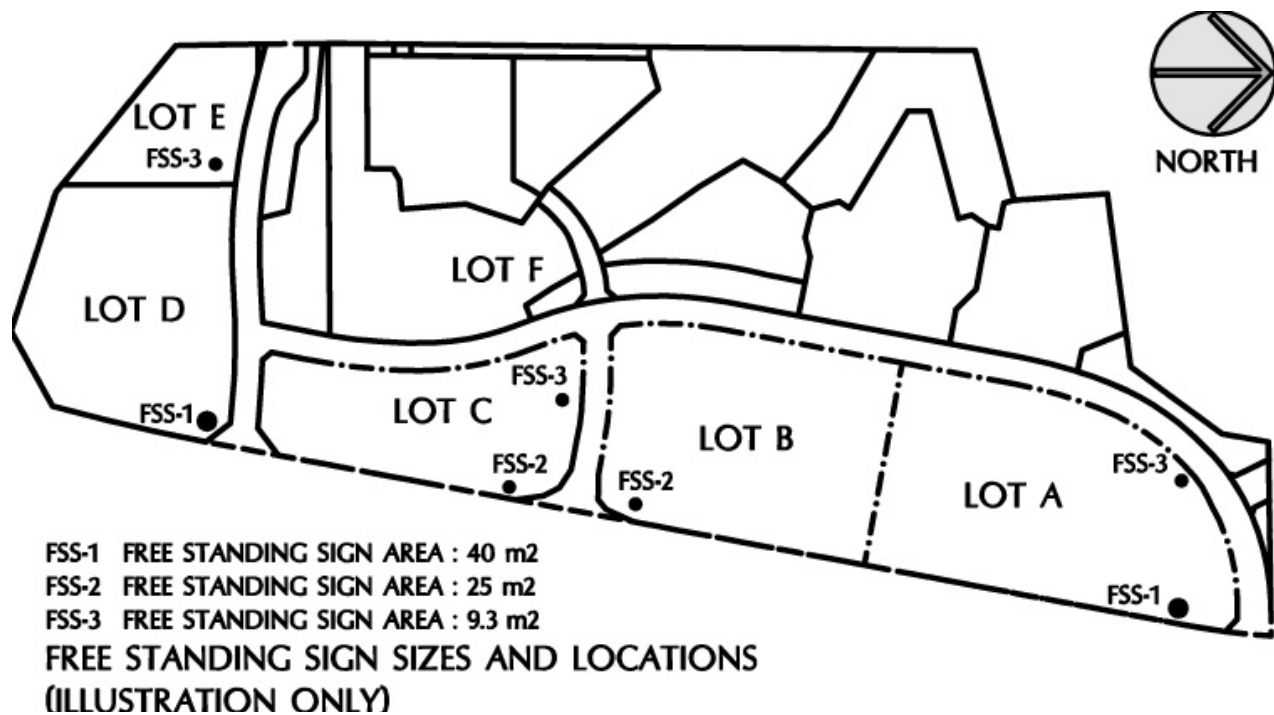 LOT E
FSS-3
NORTH
LOT F
LOT D
FSS-3
FSS-1
LOT C
LOT B
FSS-2
FSS-2
FSS-3
LOT A
FSS-1
FSS-1 FREE STANDING SIGN AREA : 40 m2
FSS-2 FREE STANDING SIGN AREA : 25 m2
FSS-3 FREE STANDING SIGN AREA : 9.3 m2
FREE STANDING SIGN SIZES AND LOCATIONS
(ILLUSTRATION ONLY)